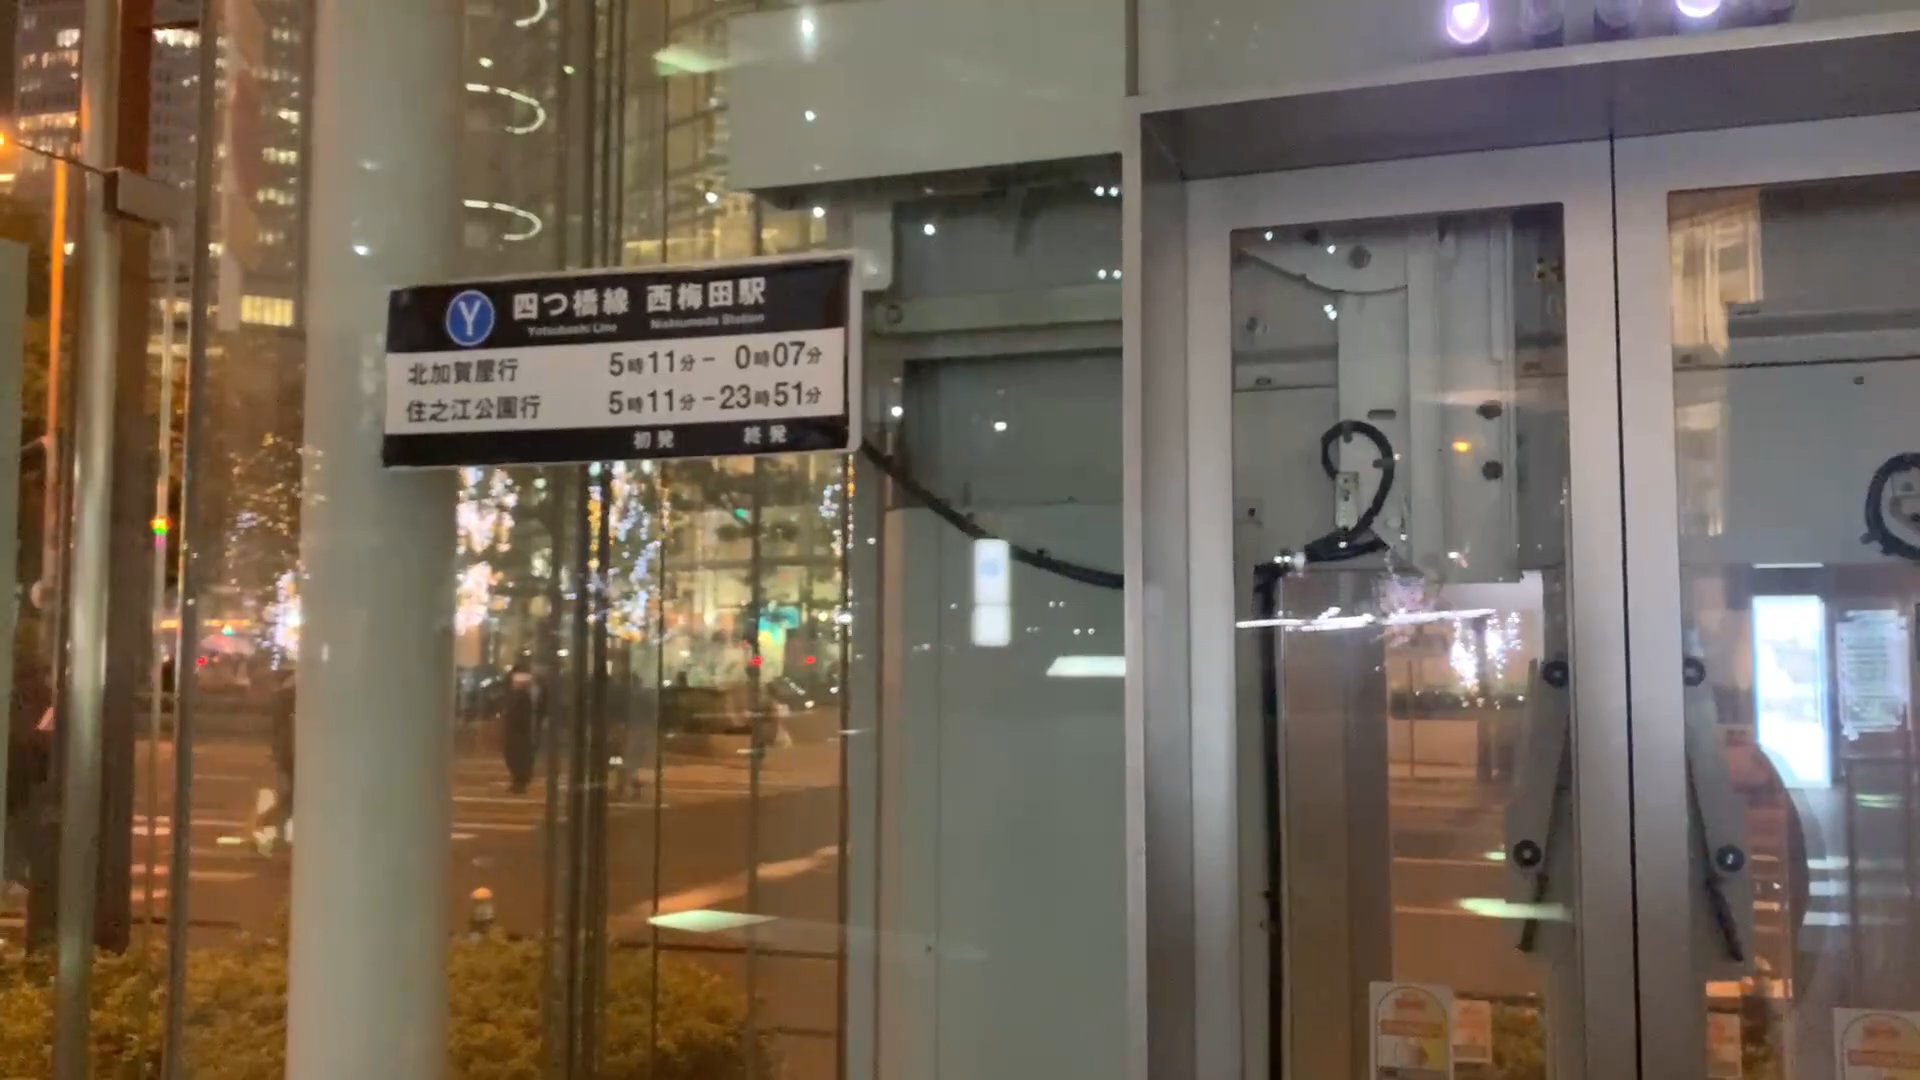 Y 四つ橋線 西梅田駅
Yotsubashi Line Nishiumeda Station
北加賀屋行 5時11分－ 0時07分
住之江公園行 5時11分－23時51分
初発 終発